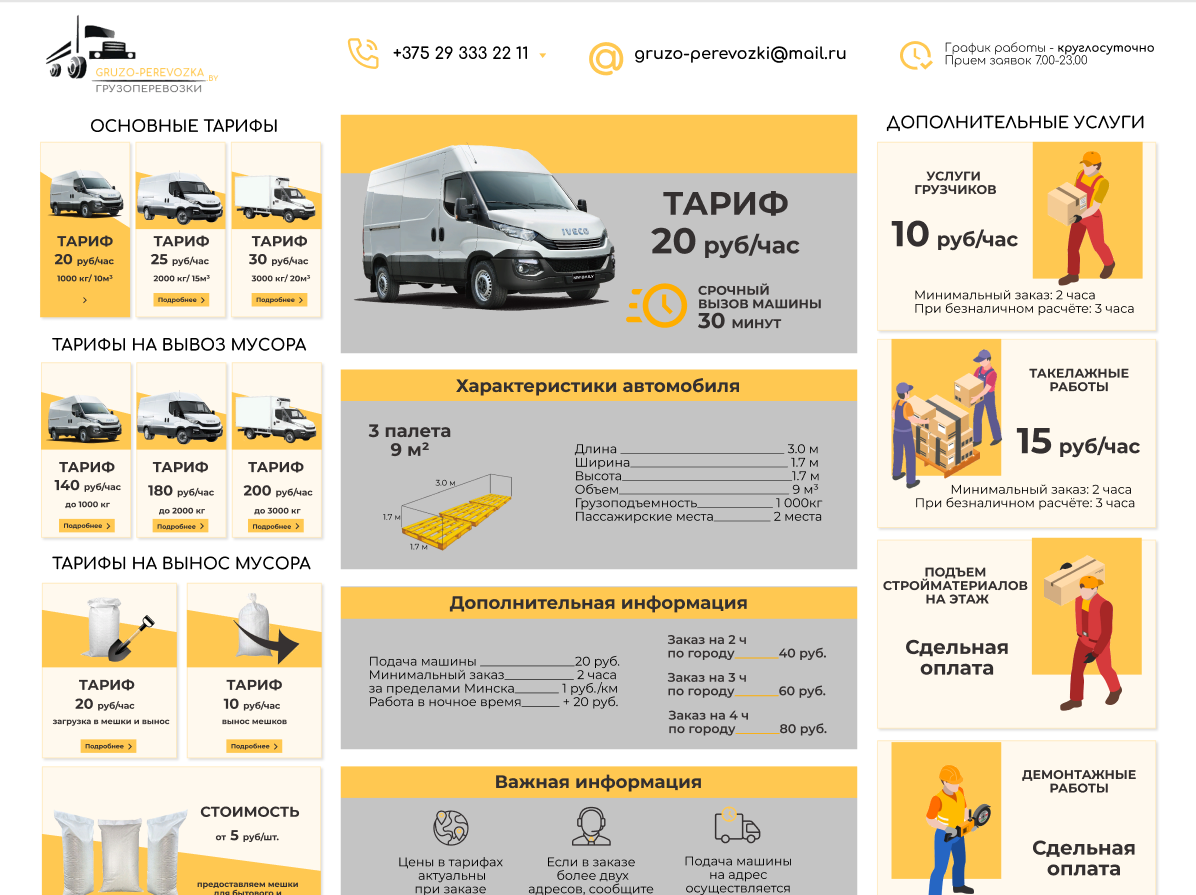 GRUZO-PEREVOZKA BY
ГРУЗОПЕРЕВОЗКИ
+375 29 333 22 11
gruzo-perevozki@mail.ru
График работы - круглосуточно
Прием заявок 7.00-23.00
ОСНОВНЫЕ ТАРИФЫ
ТАРИФ
20 руб/час
1000 кг/ 10м³
ТАРИФ
25 руб/час
2000 кг/ 15м³
Подробнее
ТАРИФ
30 руб/час
3000 кг/ 20м³
Подробнее
ТАРИФЫ НА ВЫВОЗ МУСОРА
ТАРИФ
140 руб/час
до 1000 кг
Подробнее
ТАРИФ
180 руб/час
до 2000 кг
Подробнее
ТАРИФ
200 руб/час
до 3000 кг
Подробнее
ТАРИФЫ НА ВЫНОС МУСОРА
ТАРИФ
20 руб/час
загрузка в мешки и вынос
Подробнее
ТАРИФ
10 руб/час
вынос мешков
Подробнее
СТОИМОСТЬ
от 5 руб/шт.
предоставляем мешки
для бытового и
IVECO
ТАРИФ
20 руб/час
СРОЧНЫЙ
ВЫЗОВ МАШИНЫ
30 МИНУТ
Характеристики автомобиля
3 палета
9 м²
3.0 м
1.7 м
1.7 м
Длина 3.0 м
Ширина 1.7 м
Высота 1.7 м
Объем 9 м³
Грузоподъемность 1 000кг
Пассажирские места 2 места
Дополнительная информация
Подача машины 20 руб.
Минимальный заказ 2 часа
за пределами Минска 1 руб./км
Работа в ночное время + 20 руб.
Заказ на 2 ч
по городу 40 руб.
Заказ на 3 ч
по городу 60 руб.
Заказ на 4 ч
по городу 80 руб.
Важная информация
Цены в тарифах
актуальны
при заказе
Если в заказе
более двух
адресов, сообщите
Подача машины
на адрес
осуществляется
ДОПОЛНИТЕЛЬНЫЕ УСЛУГИ
УСЛУГИ
ГРУЗЧИКОВ
10 руб/час
Минимальный заказ: 2 часа
При безналичном расчёте: 3 часа
ТАКЕЛАЖНЫЕ
РАБОТЫ
15 руб/час
Минимальный заказ: 2 часа
При безналичном расчёте: 3 часа
ПОДЪЕМ
СТРОЙМАТЕРИАЛОВ
НА ЭТАЖ
Сдельная
оплата
ДЕМОНТАЖНЫЕ
РАБОТЫ
Сдельная
оплата